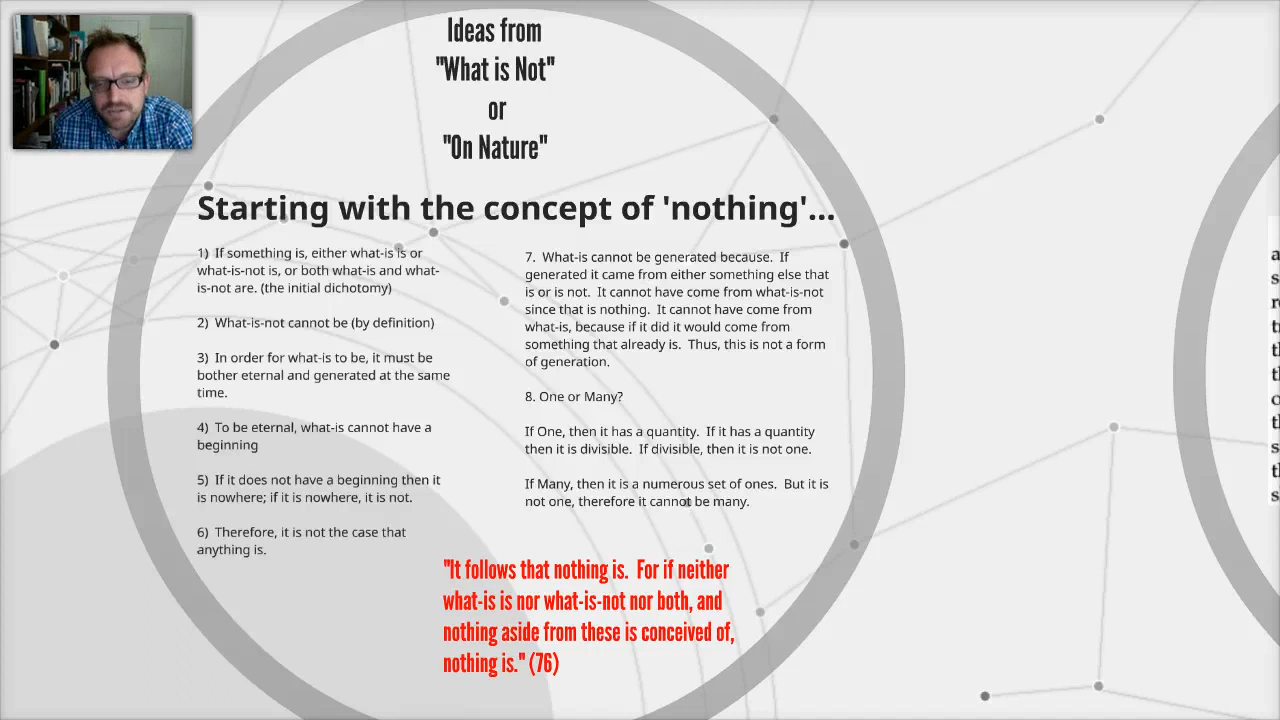 Ideas from
"What is Not"
or
"On Nature"
Starting with the concept of 'nothing'...
1) If something is, either what-is is or
what-is-not is, or both what-is and what-
is-not are. (the initial dichotomy)
2) What-is-not cannot be (by definition)
3) In order for what-is to be, it must be
bother eternal and generated at the same
time.
4) To be eternal, what-is cannot have a
beginning
5) If it does not have a beginning then it
is nowhere; if it is nowhere, it is not.
6) Therefore, it is not the case that
anything is.
7. What-is cannot be generated because. If
generated it came from either something else that
is or is not. It cannot have come from what-is-not
since that is nothing. It cannot have come from
what-is, because if it did it would come from
something that already is. Thus, this is not a form
of generation.
8. One or Many?
If One, then it has a quantity. If it has a quantity
then it is divisible. If divisible, then it is not one.
If Many, then it is a numerous set of ones. But it is
not one, therefore it cannot be many.
"It follows that nothing is. For if neither
what-is is nor what-is-not nor both, and
nothing aside from these is conceived of,
nothing is." (76)